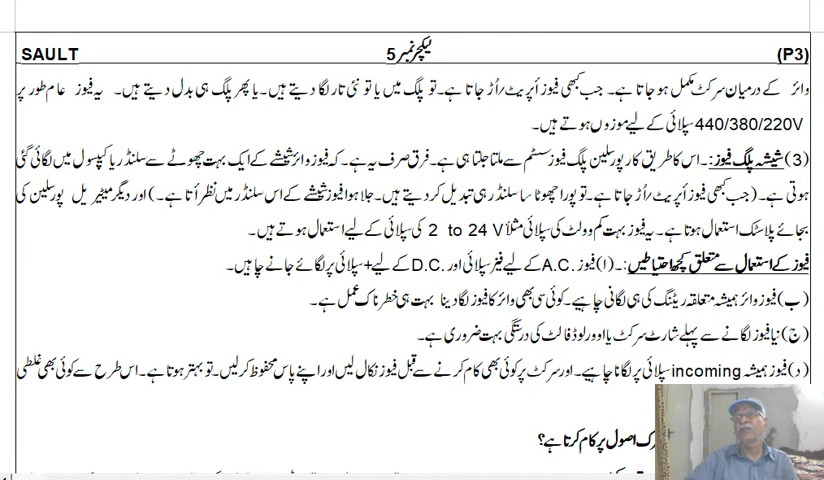 SAULT لیکچر نمبر 5 (P3)
وائر کے درمیان سرکٹ مکمل ہو جاتا ہے۔ جب کبھی فیوز اُپریٹ/اُڑ جاتا ہے۔ تو پلگ میں یا تو نئی تار لگا دیتے ہیں۔ یا پھر پلگ ہی بدل دیتے ہیں۔ یہ فیوز عام طور پر
440/380/220V سپلائی کے لیے موزوں ہوتے ہیں۔
(3) شیشہ پلگ فیوز:۔ اس کا طریق کار پورسلین پلگ فیوز سسٹم سے ملتا جلتا ہی ہے۔ فرق صرف یہ ہے۔ کہ فیوز وائر شیشے کے ایک بہت چھوٹے سے سلنڈر یا کیپسول میں لگائی گئی
ہوتی ہے۔ (جب کبھی فیوز اُپریٹ/اُڑ جاتا ہے۔ تو پورا چھوٹا سا سلنڈر ہی تبدیل کر دیتے ہیں۔ جلا ہوا فیوز شیشے کے اس سلنڈر میں نظر اُتا ہے۔) اور دیگر میٹیریل پورسلین کی
بجائے پلاسٹک استعمال ہوتا ہے۔ یہ فیوز بہت کم وولٹ کی سپلائی مثلاً 2 to 24 V کی سپلائی کے لیے استعمال ہوتے ہیں۔
فیوز کے استعمال سے متعلق کچھ احتیاطیں:۔ (ا) فیوز A.C. کے لیے فیز سپلائی اور D.C. کے لیے + سپلائی پر لگائے جانے چاہیں۔
(ب) فیوز وائر ہمیشہ متعلقہ ریٹنگ کی ہی لگانی چاہیے۔ کوئی سی بھی وائر کا فیوز لگا دینا بہت ہی خطرناک عمل ہے۔
(ج) نیا فیوز لگانے سے پہلے شارٹ سرکٹ یا اوورلوڈ فالٹ کی درستگی بہت ضروری ہے۔
(د) فیوز ہمیشہ incoming سپلائی پر لگانا چاہیے۔ اور سرکٹ پر کوئی بھی کام کرنے سے قبل فیوز نکال لیں اور اپنے پاس محفوظ کر لیں۔ تو بہتر ہوتا ہے۔ اس طرح سے کوئی بھی غلطی
اصول پر کام کرتا ہے؟